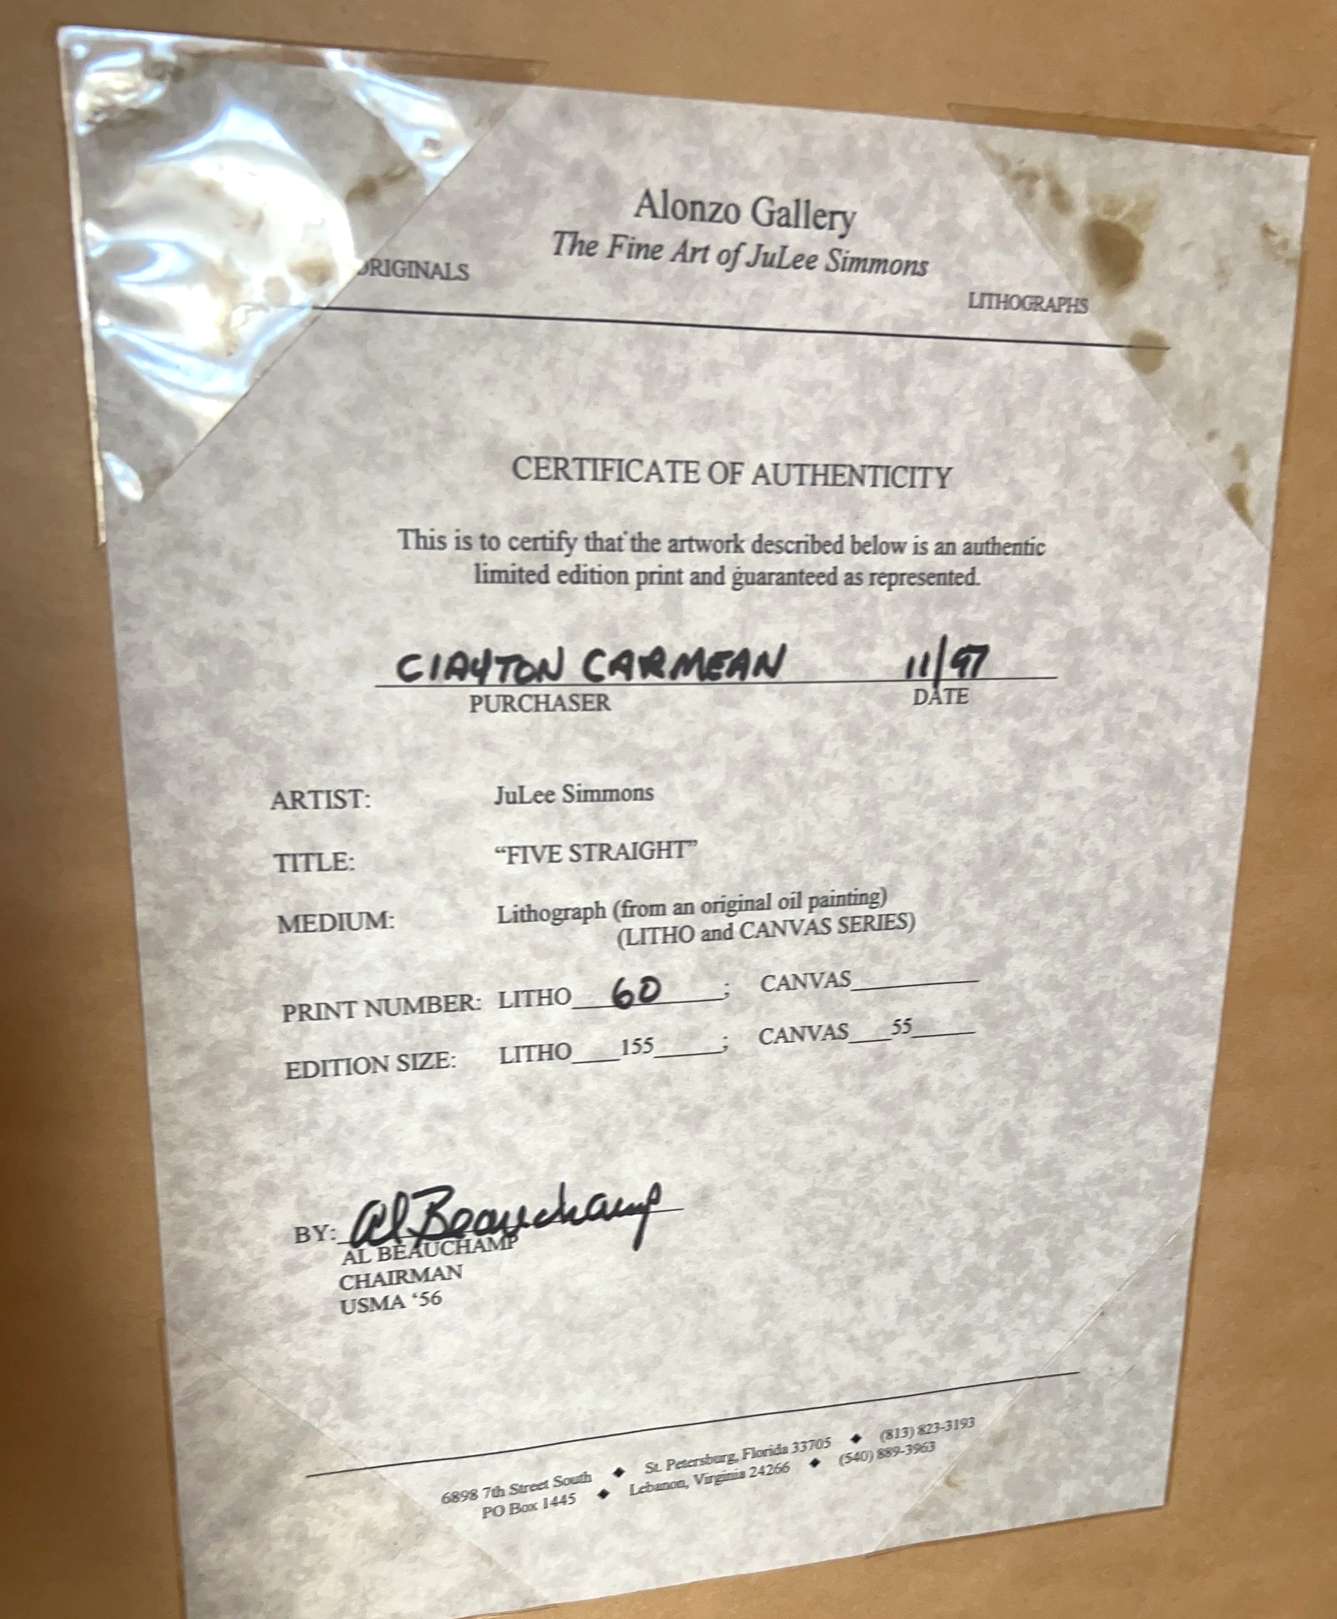 Alonzo Gallery
The Fine Art of JuLee Simmons
ORIGINALS LITHOGRAPHS
CERTIFICATE OF AUTHENTICITY
This is to certify that the artwork described below is an authentic
limited edition print and guaranteed as represented.
CLAYTON CARMEAN 11/97
PURCHASER DATE
ARTIST: JuLee Simmons
TITLE: “FIVE STRAIGHT”
MEDIUM: Lithograph (from an original oil painting)
(LITHO and CANVAS SERIES)
PRINT NUMBER: LITHO 60 ; CANVAS
EDITION SIZE: LITHO 155 ; CANVAS 55
BY: Al Beauchamp
AL BEAUCHAMP
CHAIRMAN
USMA ‘56
6898 7th Street South ◆ St. Petersburg, Florida 33705 ◆ (813) 823-3193
PO Box 1445 ◆ Lebanon, Virginia 24266 ◆ (540) 889-3963